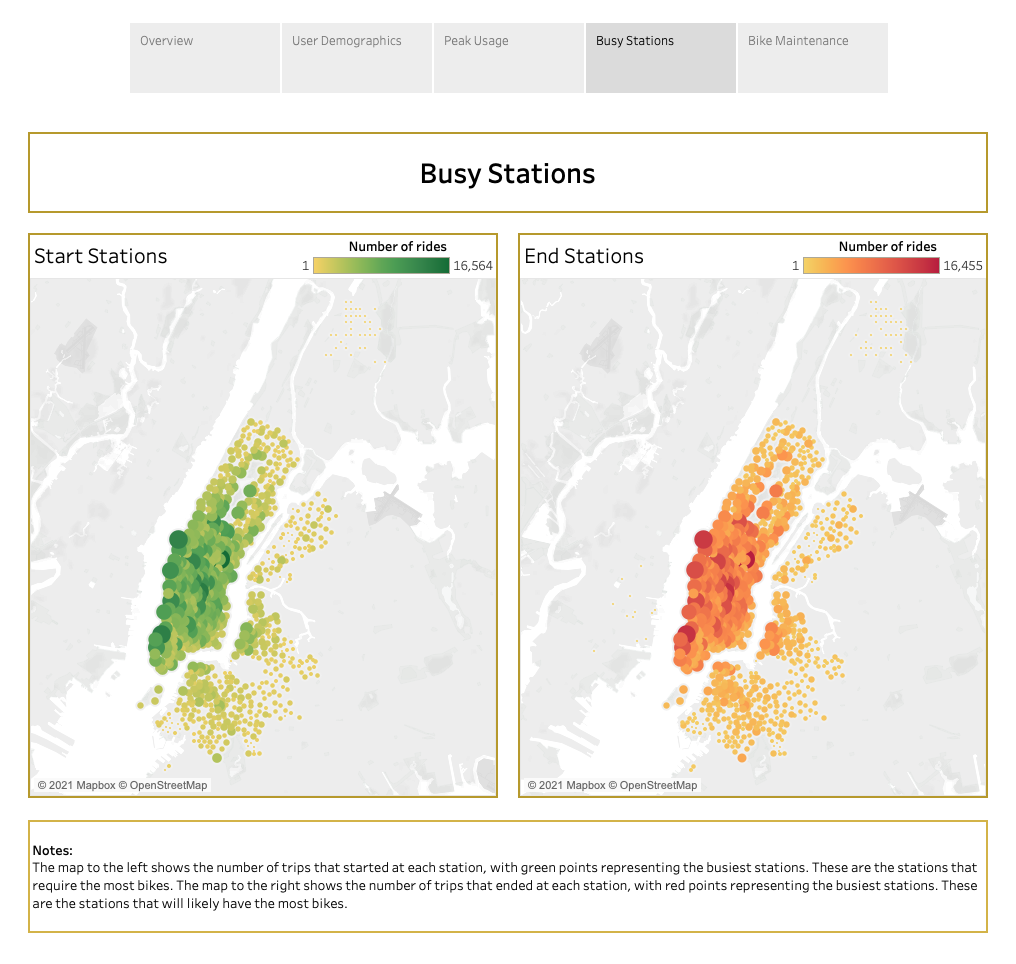 Overview
User Demographics
Peak Usage
Busy Stations
Bike Maintenance
Busy Stations
Start Stations
Number of rides
1
16,564
© 2021 Mapbox © OpenStreetMap
End Stations
Number of rides
1
16,455
© 2021 Mapbox © OpenStreetMap
Notes:
The map to the left shows the number of trips that started at each station, with green points representing the busiest stations. These are the stations that
require the most bikes. The map to the right shows the number of trips that ended at each station, with red points representing the busiest stations. These
are the stations that will likely have the most bikes.